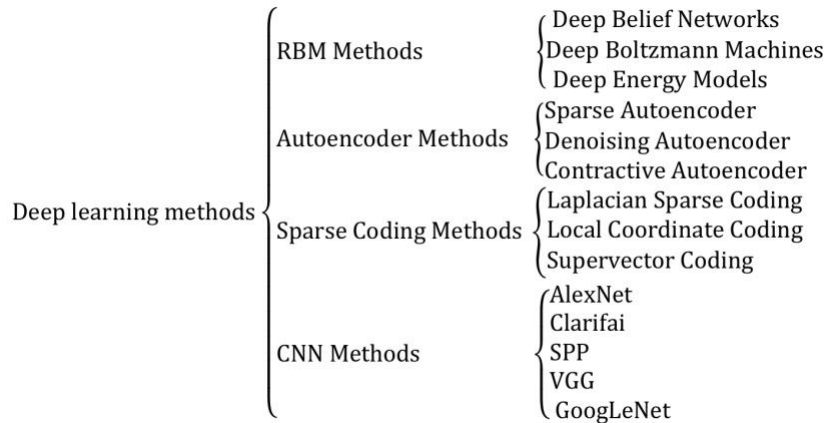 Deep learning methods
RBM Methods
Deep Belief Networks
Deep Boltzmann Machines
Deep Energy Models
Autoencoder Methods
Sparse Autoencoder
Denoising Autoencoder
Contractive Autoencoder
Sparse Coding Methods
Laplacian Sparse Coding
Local Coordinate Coding
Supervector Coding
CNN Methods
AlexNet
Clarifai
SPP
VGG
GoogLeNet